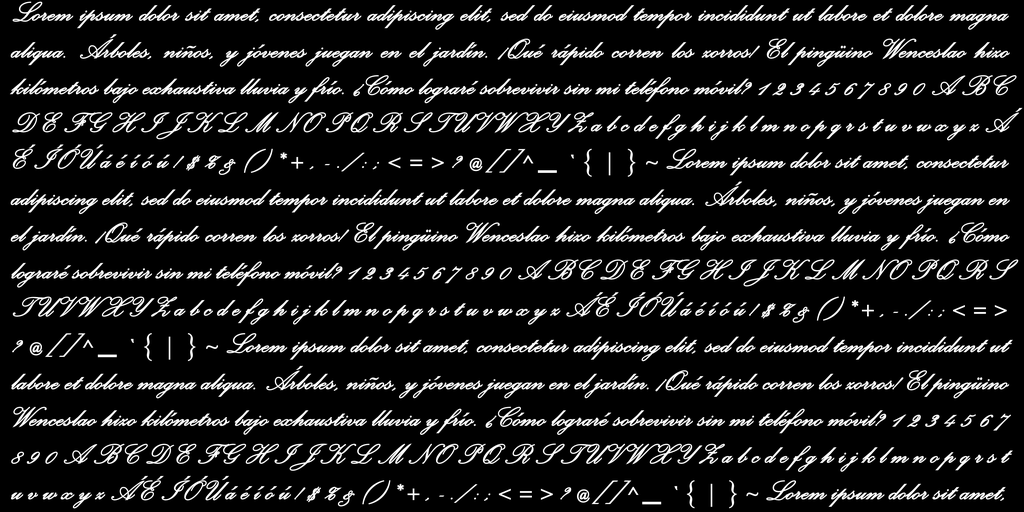 Lorem ipsum dolor sit amet, consectetur adipiscing elit, sed do eiusmod tempor incididunt ut labore et dolore magna
aliqua. Árboles, niños, y jóvenes juegan en el jardín. ¡Qué rápido corren los zorros! El pingüino Wenceslao hizo
kilómetros bajo exhaustiva lluvia y frío. ¿Cómo lograré sobrevivir sin mi teléfono móvil? 1 2 3 4 5 6 7 8 9 0 A B C
D E F G H I J K L M N O P Q R S T U V W X Y Z a b c d e f g h i j k l m n o p q r s t u v w x y z Á
É Í Ó Ú á é í ó ú ! $ % & ( ) * + , - . / : ; < = > ? @ [ ] ^ _ ` { | } ~ Lorem ipsum dolor sit amet, consectetur
adipiscing elit, sed do eiusmod tempor incididunt ut labore et dolore magna aliqua. Árboles, niños, y jóvenes juegan en
el jardín. ¡Qué rápido corren los zorros! El pingüino Wenceslao hizo kilómetros bajo exhaustiva lluvia y frío. ¿Cómo
lograré sobrevivir sin mi teléfono móvil? 1 2 3 4 5 6 7 8 9 0 A B C D E F G H I J K L M N O P Q R S
T U V W X Y Z a b c d e f g h i j k l m n o p q r s t u v w x y z Á É Í Ó Ú á é í ó ú ! $ % & ( ) * + , - . / : ; < = >
? @ [ ] ^ _ ` { | } ~ Lorem ipsum dolor sit amet, consectetur adipiscing elit, sed do eiusmod tempor incididunt ut
labore et dolore magna aliqua. Árboles, niños, y jóvenes juegan en el jardín. ¡Qué rápido corren los zorros! El pingüino
Wenceslao hizo kilómetros bajo exhaustiva lluvia y frío. ¿Cómo lograré sobrevivir sin mi teléfono móvil? 1 2 3 4 5 6 7
8 9 0 A B C D E F G H I J K L M N O P Q R S T U V W X Y Z a b c d e f g h i j k l m n o p q r s t
u v w x y z Á É Í Ó Ú á é í ó ú ! $ % & ( ) * + , - . / : ; < = > ? @ [ ] ^ _ ` { | } ~ Lorem ipsum dolor sit amet,